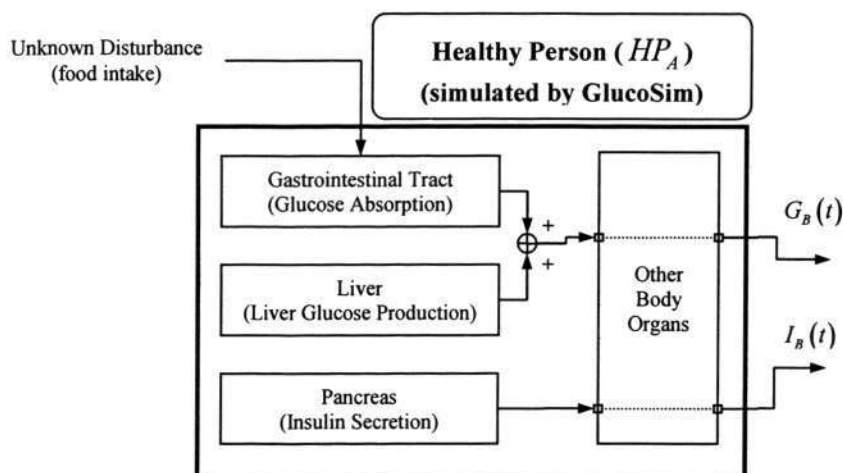 Unknown Disturbance
(food intake)
Healthy Person (HP_A)
(simulated by GlucoSim)
Gastrointestinal Tract
(Glucose Absorption)
+
+
Liver
(Liver Glucose Production)
Pancreas
(Insulin Secretion)
Other
Body
Organs
G_B(t)
I_B(t)